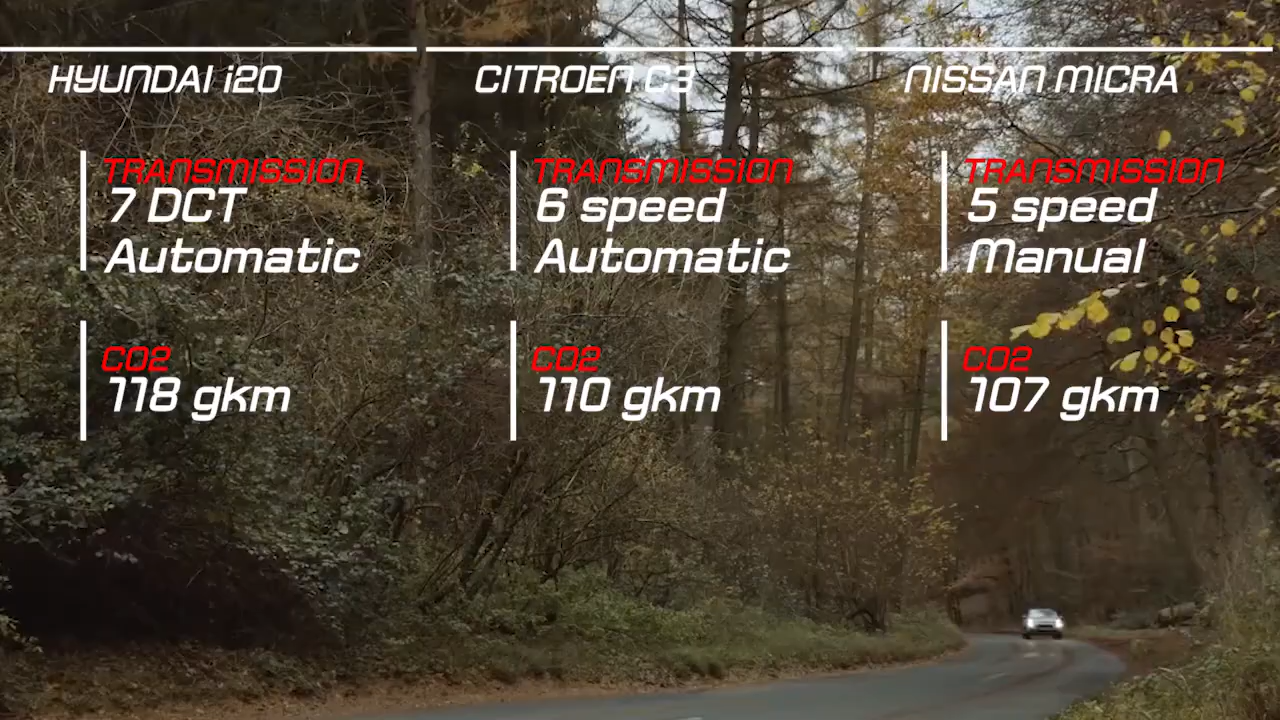 HYUNDAI i20
TRANSMISSION
7 DCT
Automatic
CO2
118 gkm
CITROEN C3
TRANSMISSION
6 speed
Automatic
CO2
110 gkm
NISSAN MICRA
TRANSMISSION
5 speed
Manual
CO2
107 gkm